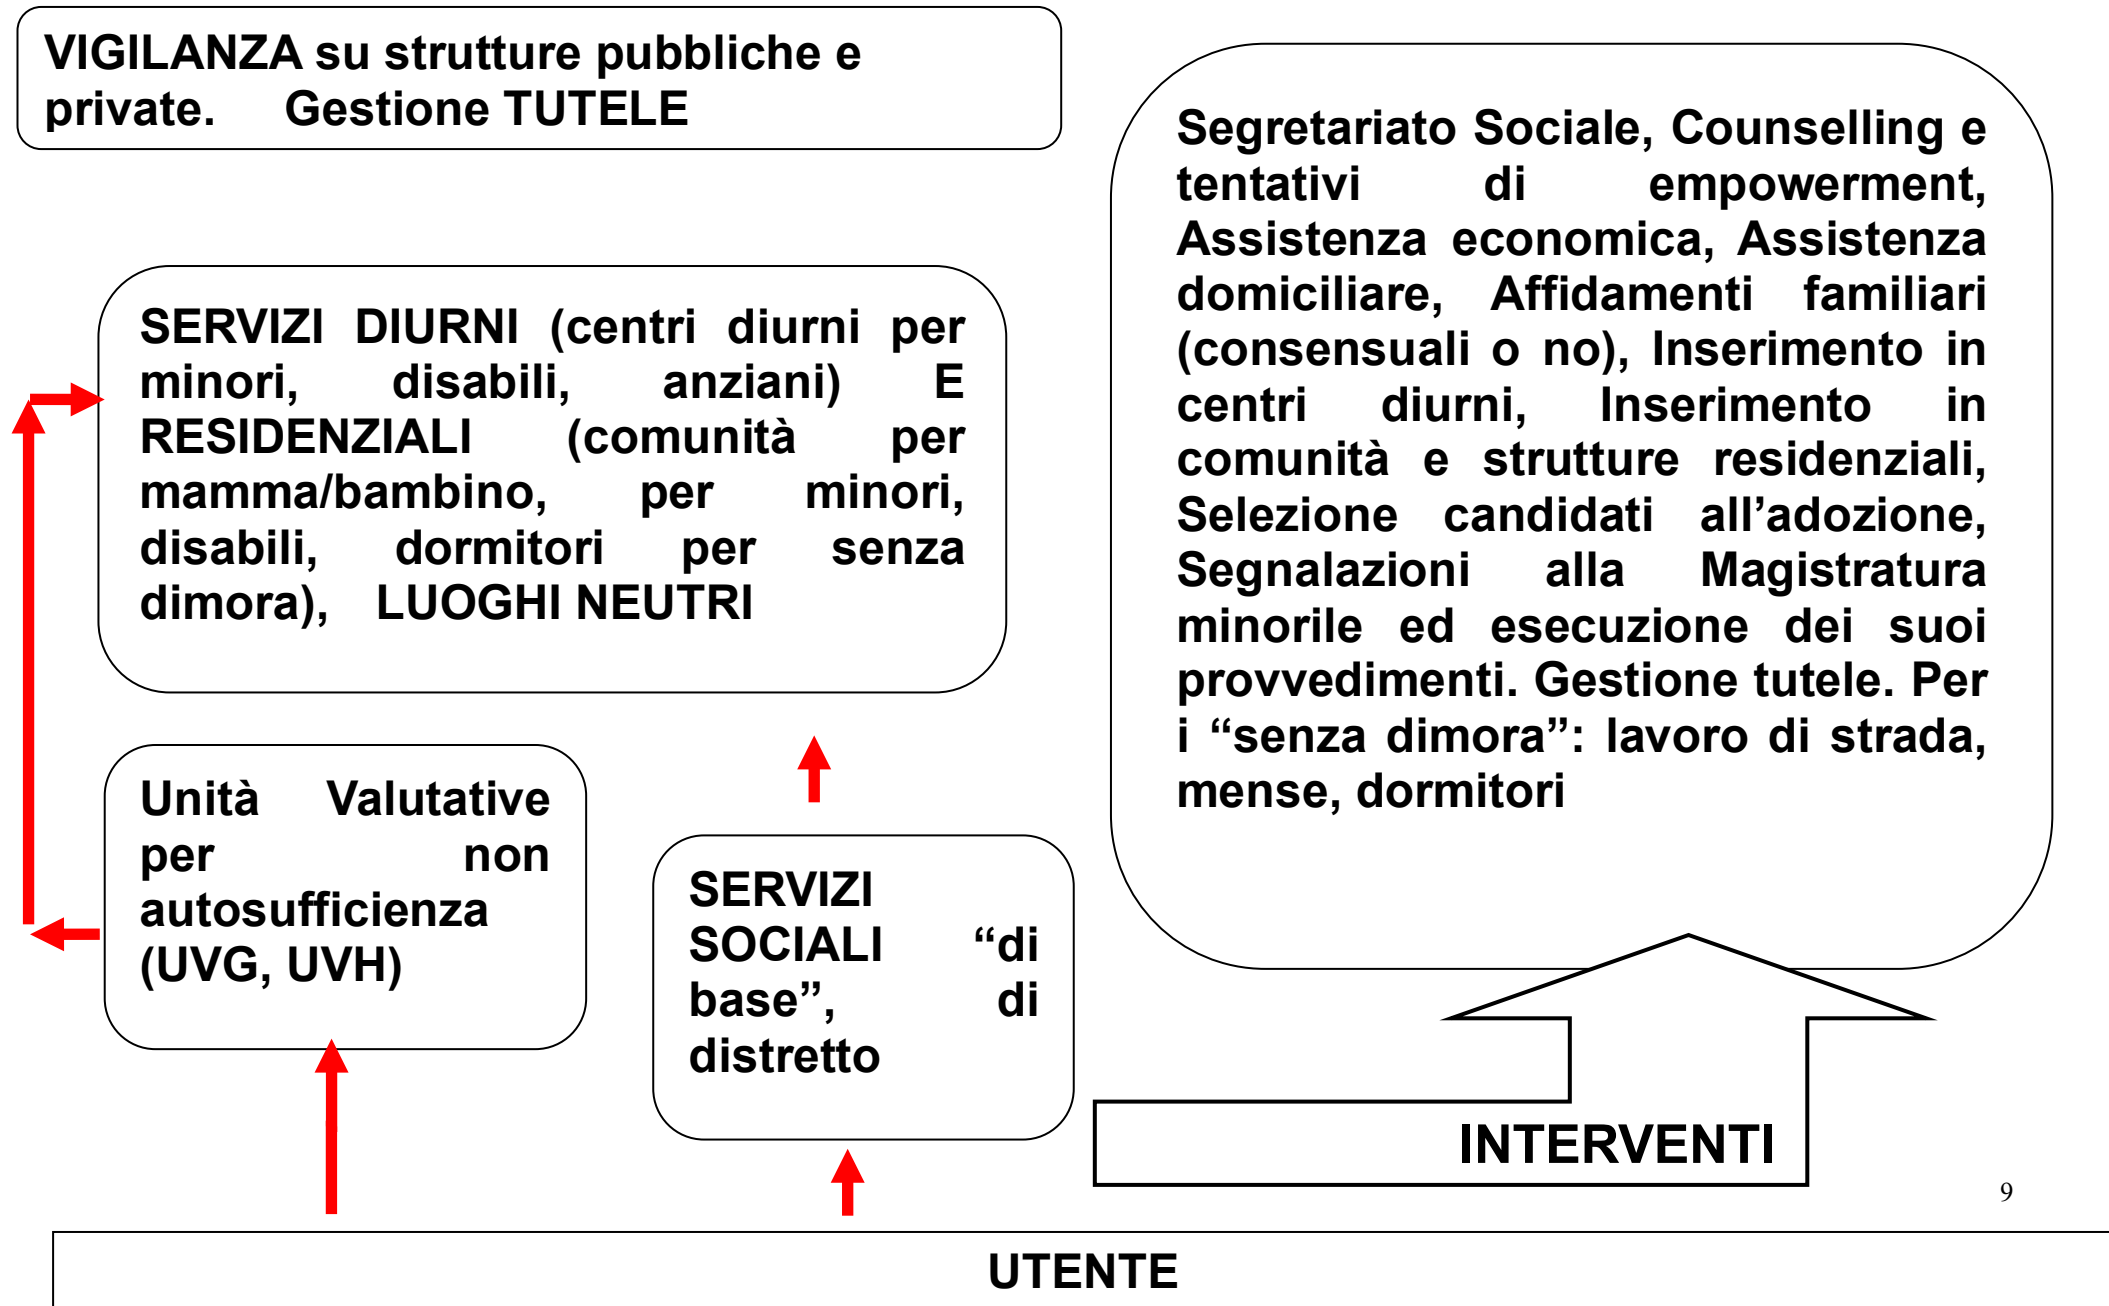 VIGILANZA su strutture pubbliche e
private. Gestione TUTELE
SERVIZI DIURNI (centri diurni per
minori, disabili, anziani) E
RESIDENZIALI (comunità per
mamma/bambino, per minori,
disabili, dormitori per senza
dimora), LUOGHI NEUTRI
Unità Valutative
per non
autosufficienza
(UVG, UVH)
SERVIZI
SOCIALI “di
base”, di
distretto
Segretariato Sociale, Counselling e
tentativi di empowerment,
Assistenza economica, Assistenza
domiciliare, Affidamenti familiari
(consensuali o no), Inserimento in
centri diurni, Inserimento in
comunità e strutture residenziali,
Selezione candidati all’adozione,
Segnalazioni alla Magistratura
minorile ed esecuzione dei suoi
provvedimenti. Gestione tutele. Per
i “senza dimora”: lavoro di strada,
mense, dormitori
INTERVENTI
9
UTENTE